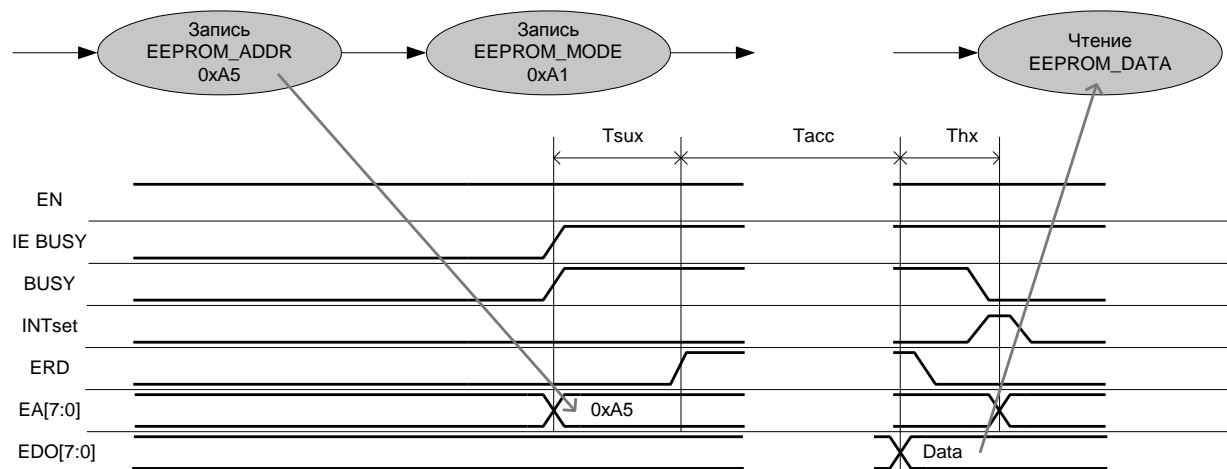 Запись
EEPROM_ADDR
0xA5
Запись
EEPROM_MODE
0xA1
Чтение
EEPROM_DATA
Tsux
Tacc
Thx
EN
IE BUSY
BUSY
INTset
ERD
EA[7:0]
0xA5
EDO[7:0]
Data